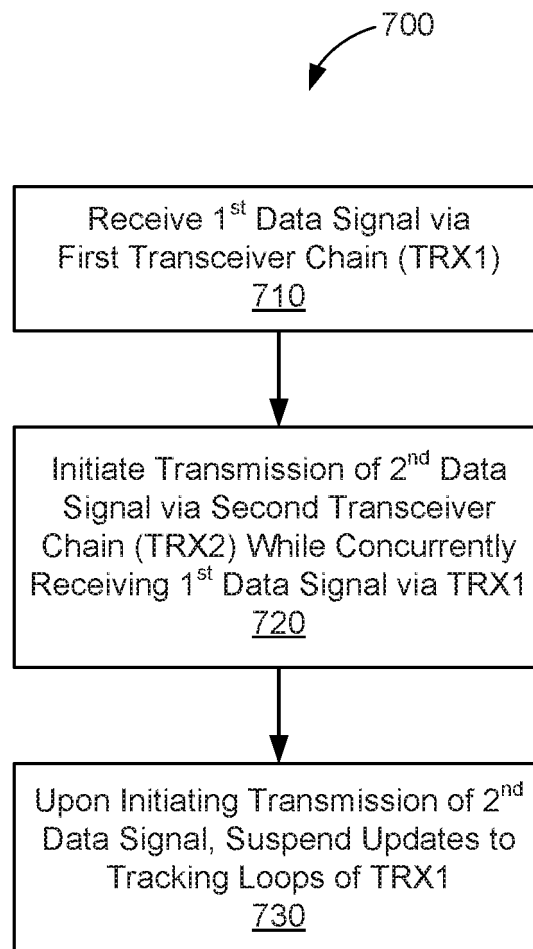 700
Receive 1st Data Signal via
First Transceiver Chain (TRX1)
710
Initiate Transmission of 2nd Data
Signal via Second Transceiver
Chain (TRX2) While Concurrently
Receiving 1st Data Signal via TRX1
720
Upon Initiating Transmission of 2nd
Data Signal, Suspend Updates to
Tracking Loops of TRX1
730